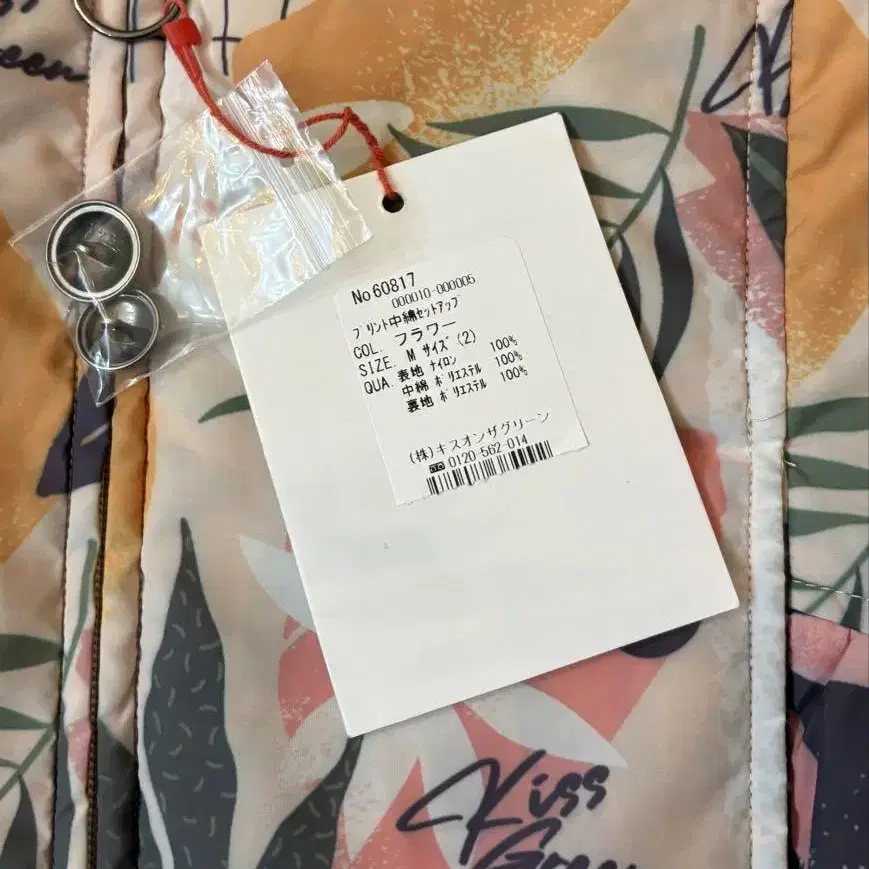 No 60817
000010-000005
プリント中綿セットアップ
COL. フラワー
SIZE. M サイズ (2)
QUA. 表地 ナイロン 100%
中綿 ポリエステル 100%
裏地 ポリエステル 100%
(株)キスオンザグリーン
0120-562-014
Kiss
Green